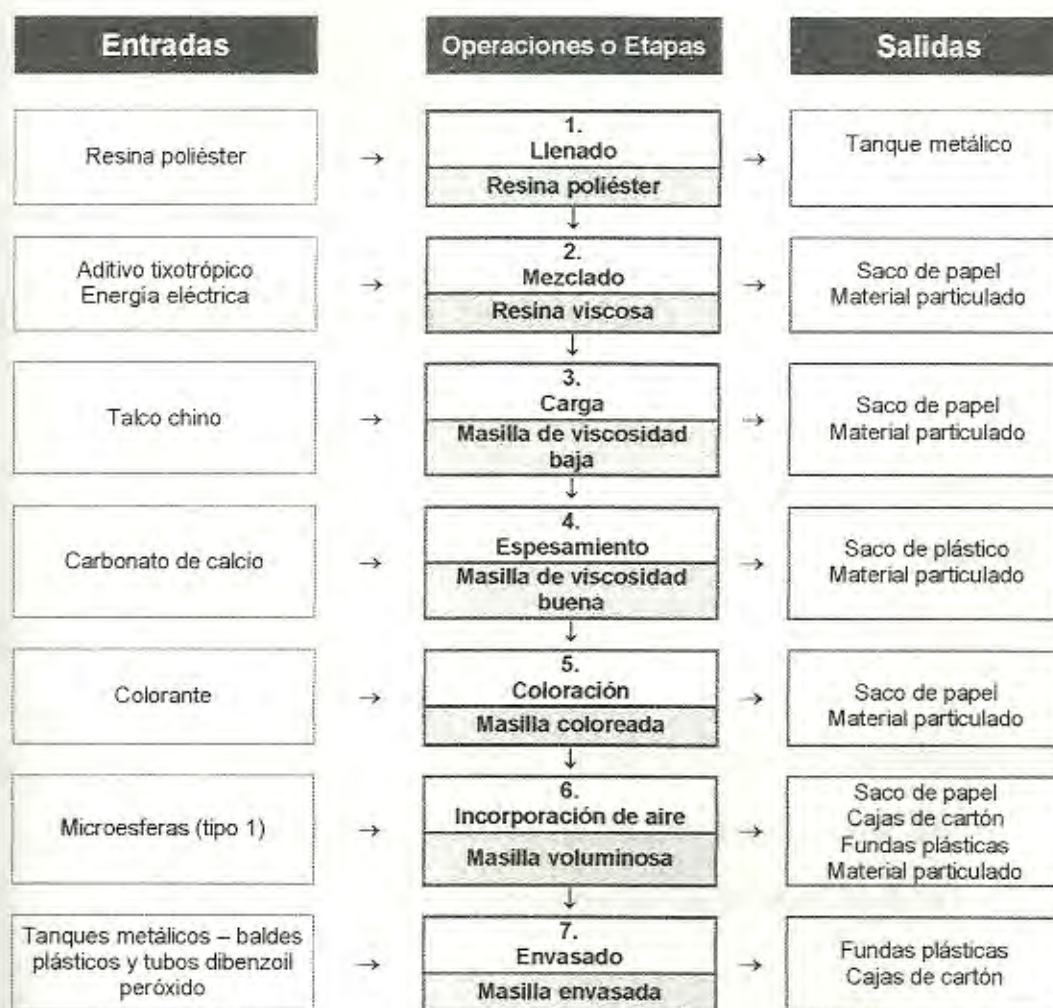 Entradas
Operaciones o Etapas
Salidas
Resina poliéster
→
1.
Llenado
Resina poliéster
→
Tanque metálico
↓
Aditivo tixotrópico
Energía eléctrica
→
2.
Mezclado
Resina viscosa
→
Saco de papel
Material particulado
↓
Talco chino
→
3.
Carga
Masilla de viscosidad
baja
→
Saco de papel
Material particulado
↓
Carbonato de calcio
→
4.
Espesamiento
Masilla de viscosidad
buena
→
Saco de plástico
Material particulado
↓
Colorante
→
5.
Coloración
Masilla coloreada
→
Saco de papel
Material particulado
↓
Microesferas (tipo 1)
→
6.
Incorporación de aire
Masilla voluminosa
→
Saco de papel
Cajas de cartón
Fundas plásticas
Material particulado
↓
Tanques metálicos – baldes
plásticos y tubos dibenzoil
peróxido
→
7.
Envasado
Masilla envasada
→
Fundas plásticas
Cajas de cartón